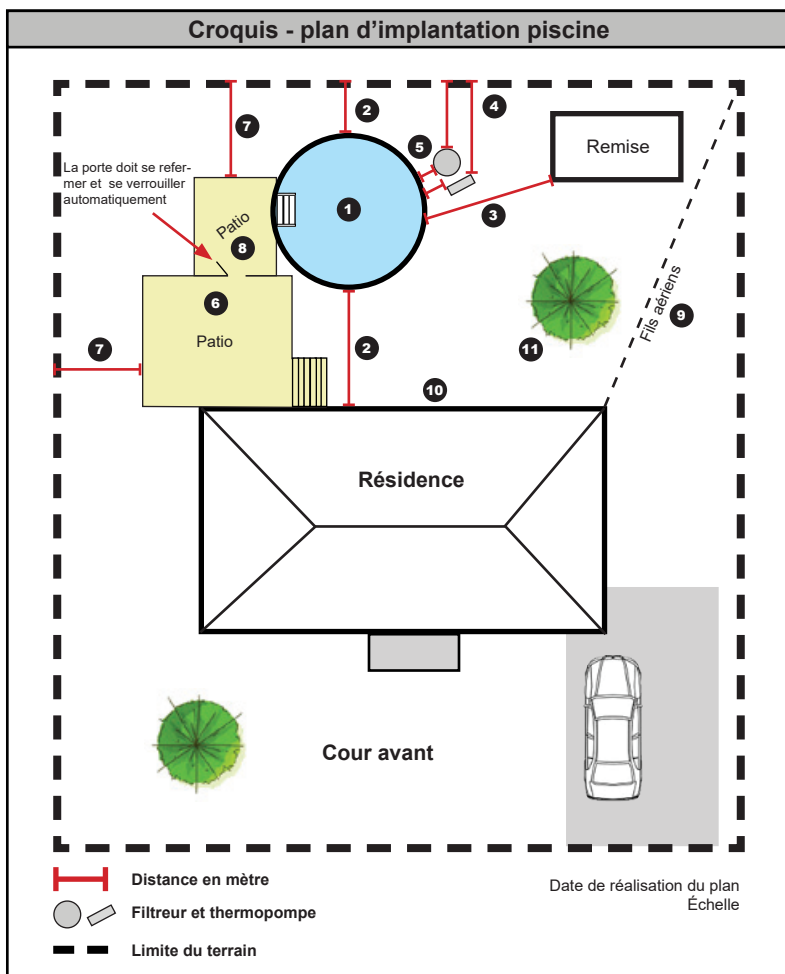 Croquis - plan d'implantation piscine
7
2
4
5
Remise
La porte doit se refer-
mer et se verrouiller
automatiquement
Patio
8
1
3
6
Fils aériens
9
Patio
7
2
11
10
Résidence
Cour avant
Distance en mètre
Filtreur et thermopompe
Limite du terrain
Date de réalisation du plan
Échelle